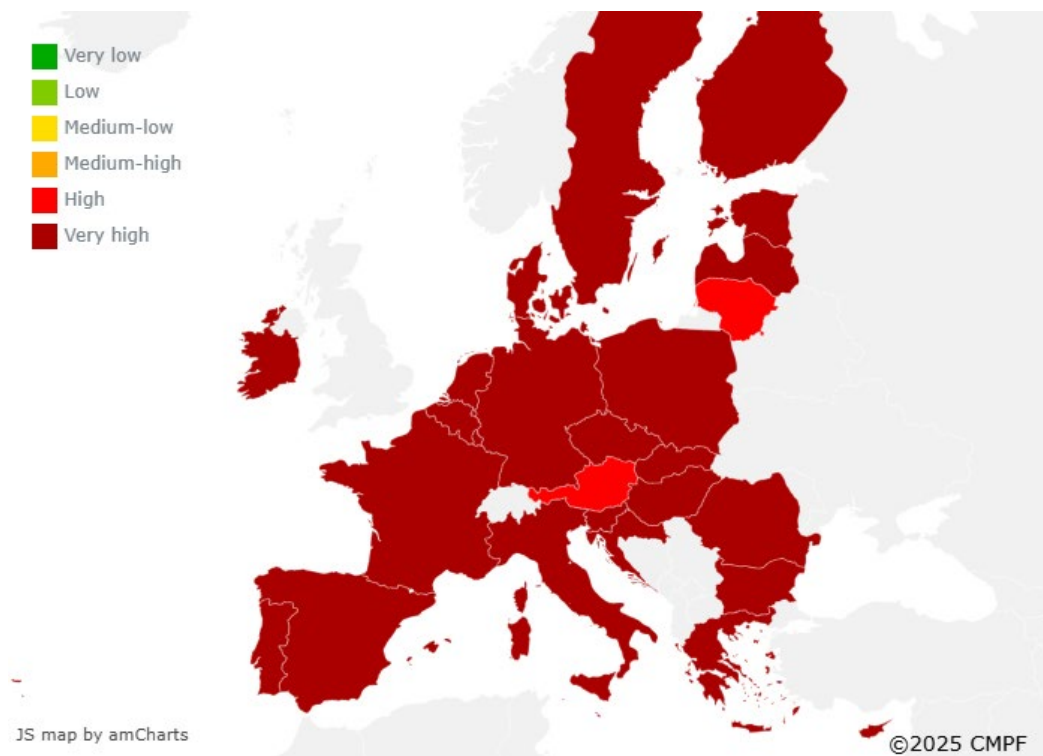 Very low
Low
Medium-low
Medium-high
High
Very high
JS map by amCharts
©2025 CMPF